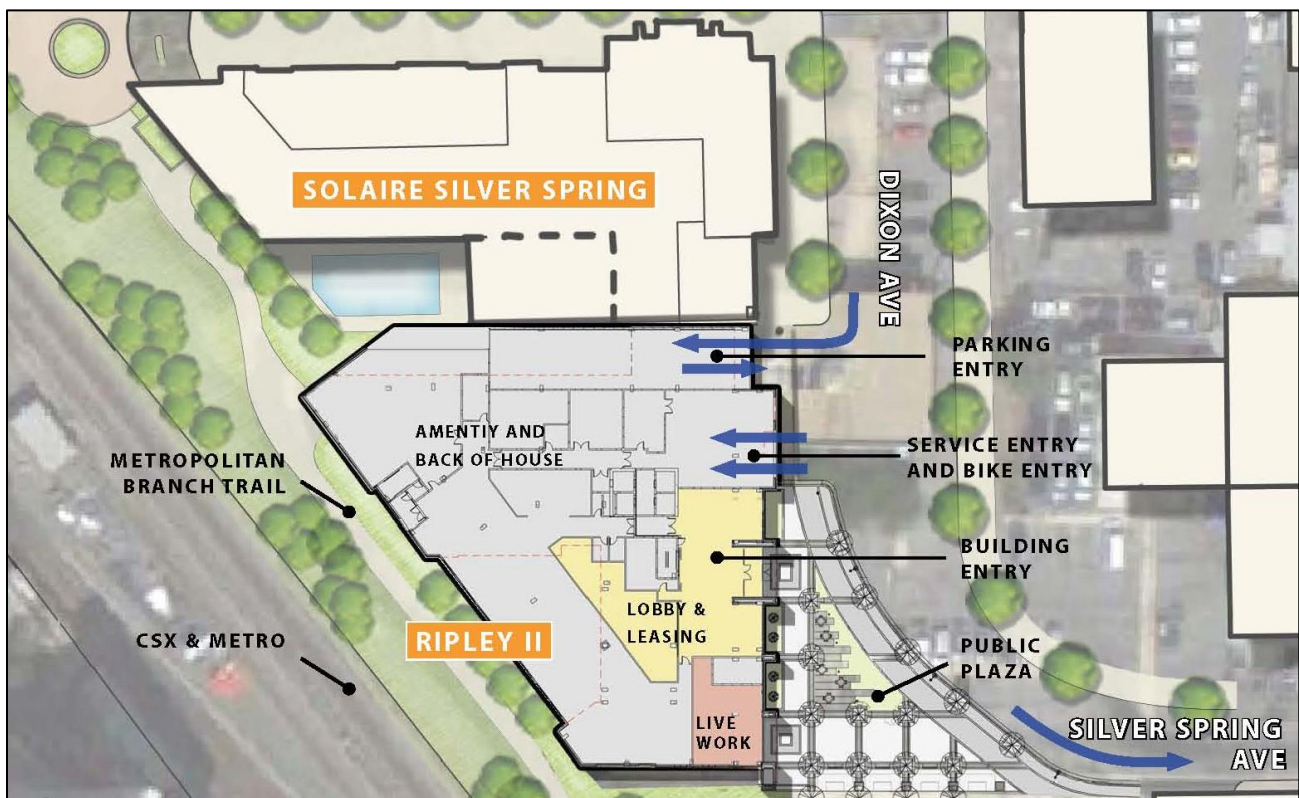 SOLAIRE SILVER SPRING
DIXON AVE
PARKING
ENTRY
AMENTIY AND
BACK OF HOUSE
SERVICE ENTRY
AND BIKE ENTRY
METROPOLITAN
BRANCH TRAIL
BUILDING
ENTRY
LOBBY &
LEASING
RIPLEY II
CSX & METRO
PUBLIC
PLAZA
LIVE
WORK
SILVER SPRING
AVE